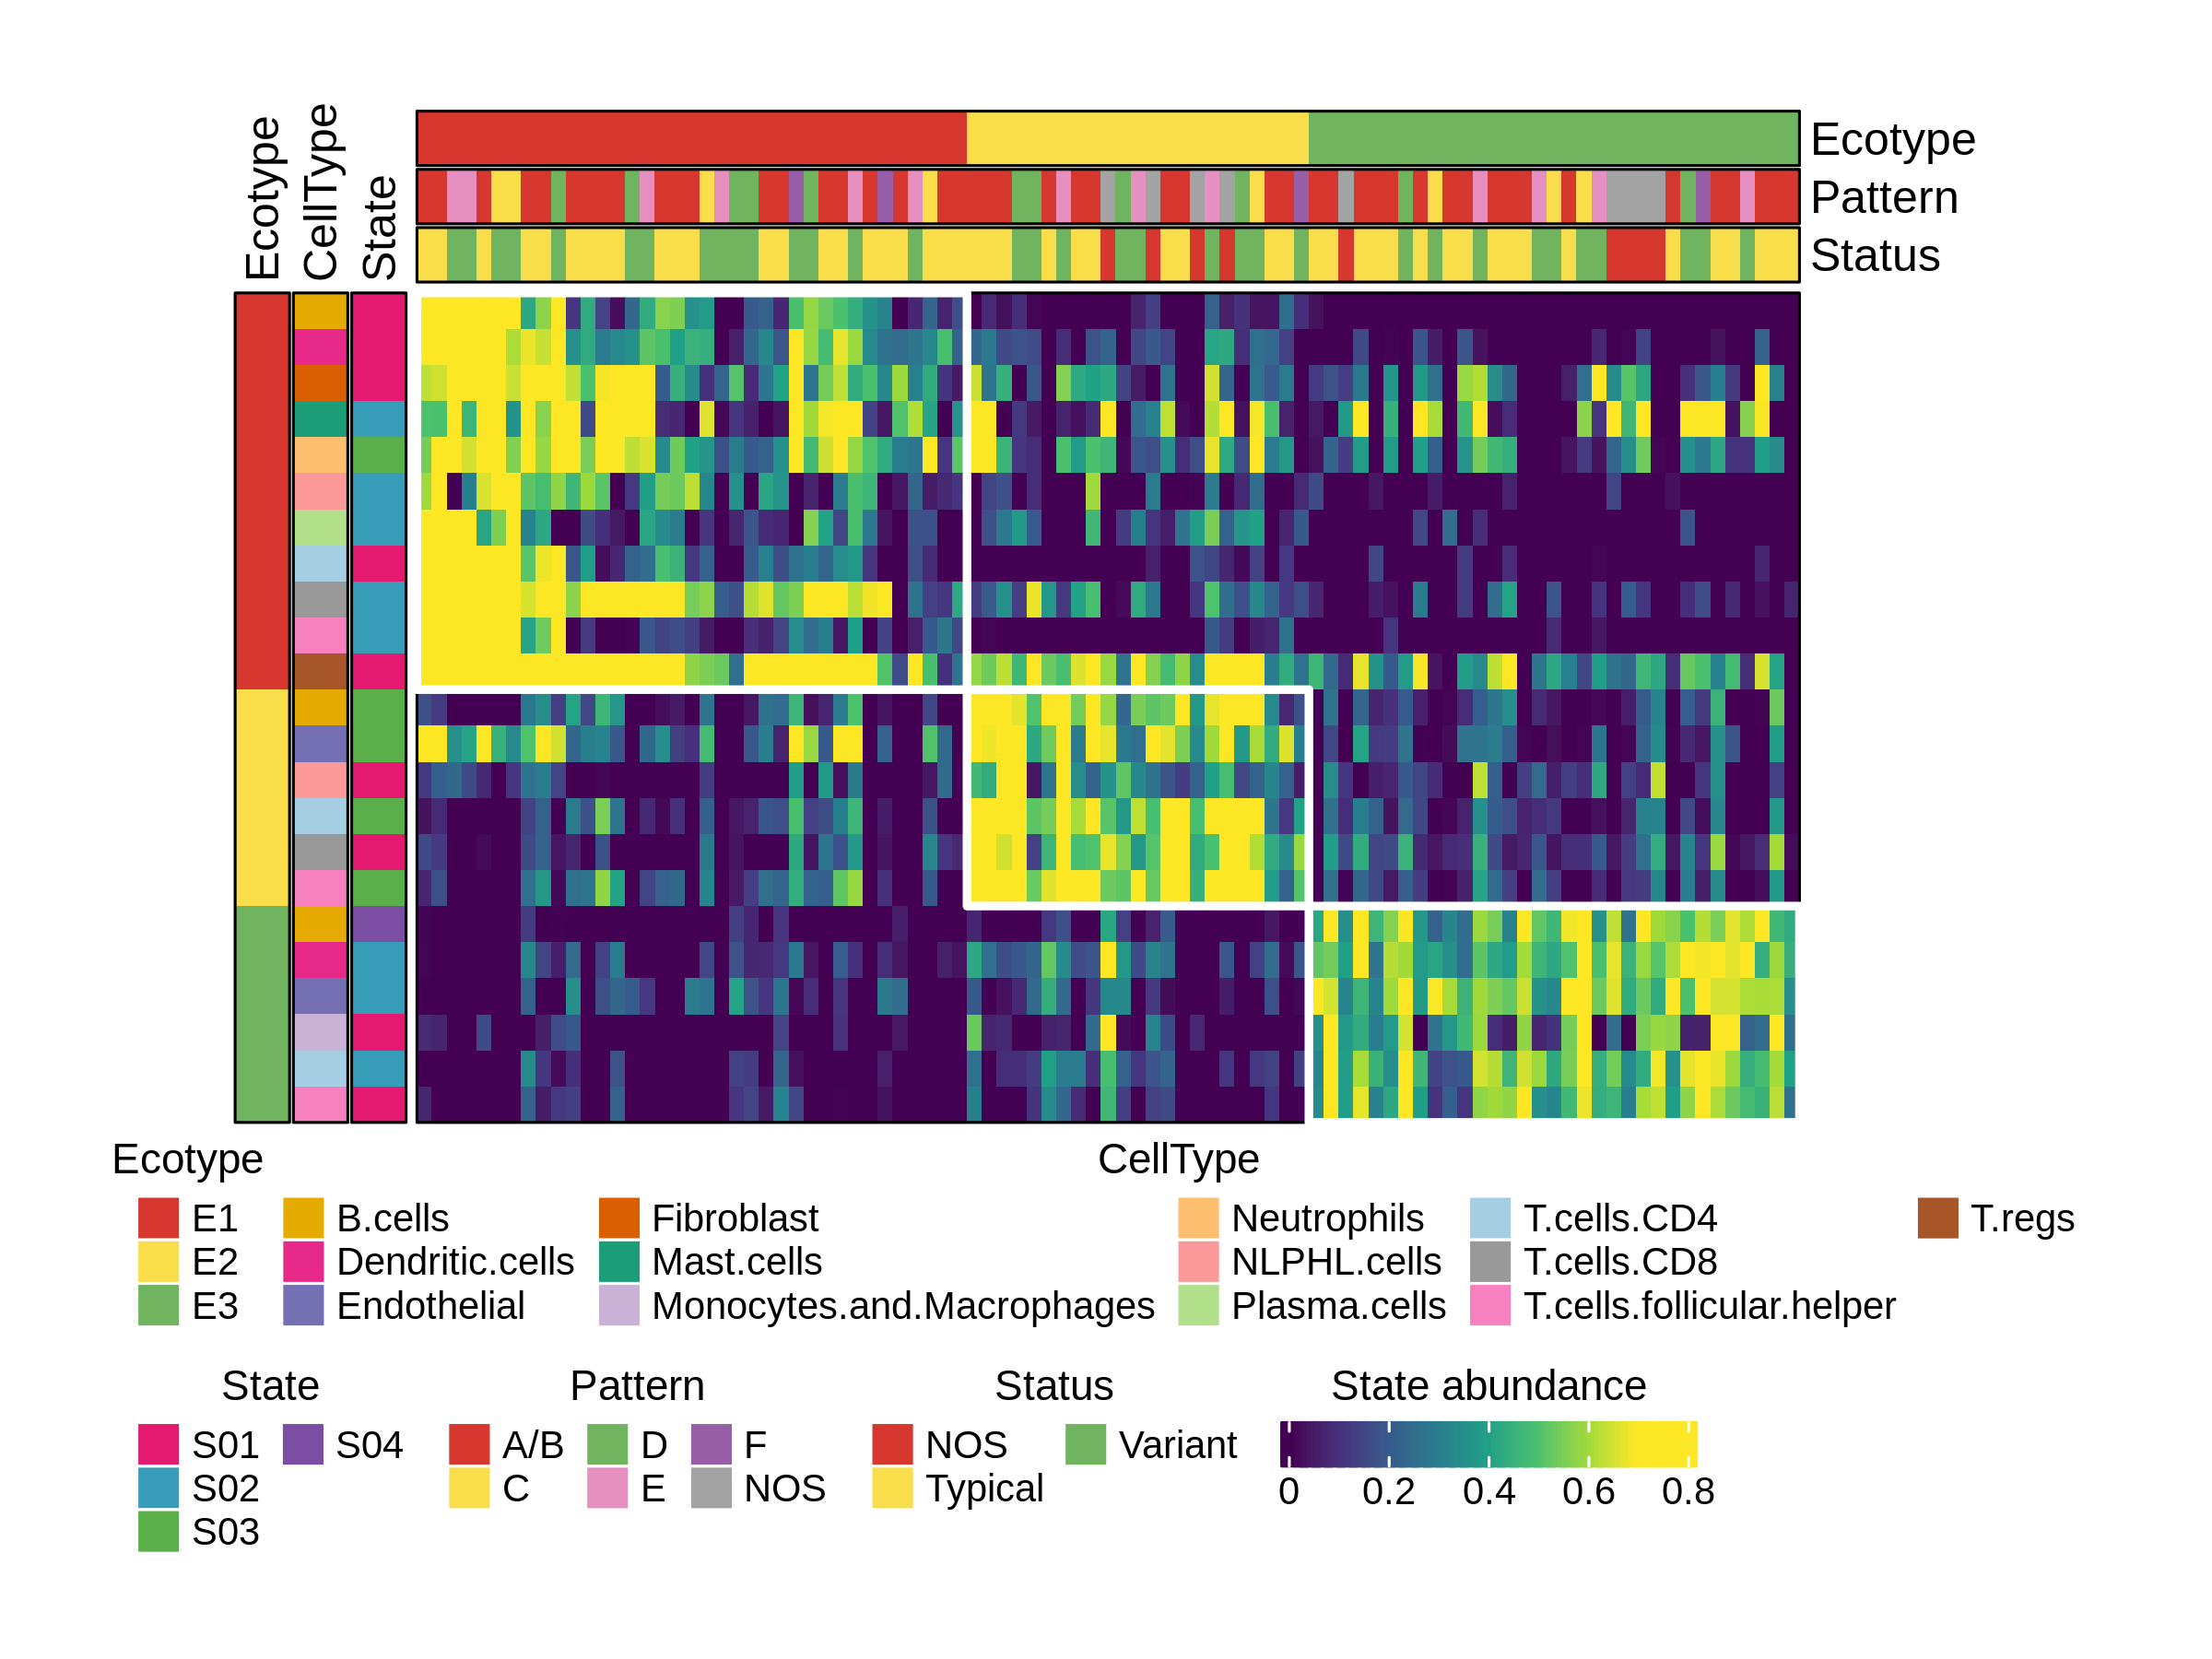 Ecotype
CellType
State
Ecotype
Pattern
Status
Ecotype
CellType
E1
B.cells
Fibroblast
Neutrophils
T.cells.CD4
T.regs
E2
Dendritic.cells
Mast.cells
NLPHL.cells
T.cells.CD8
E3
Endothelial
Monocytes.and.Macrophages
Plasma.cells
T.cells.follicular.helper
State
Pattern
Status
State abundance
S01
S04
A/B
D
F
NOS
Variant
S02
C
E
NOS
Typical
0 0.2 0.4 0.6 0.8
S03